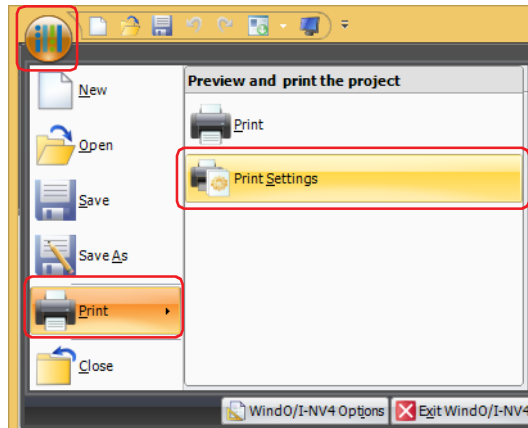 New
Open
Save
Save As
Print
Close
Preview and print the project
Print
Print Settings
WindO/I-NV4 Options
Exit WindO/I-NV4